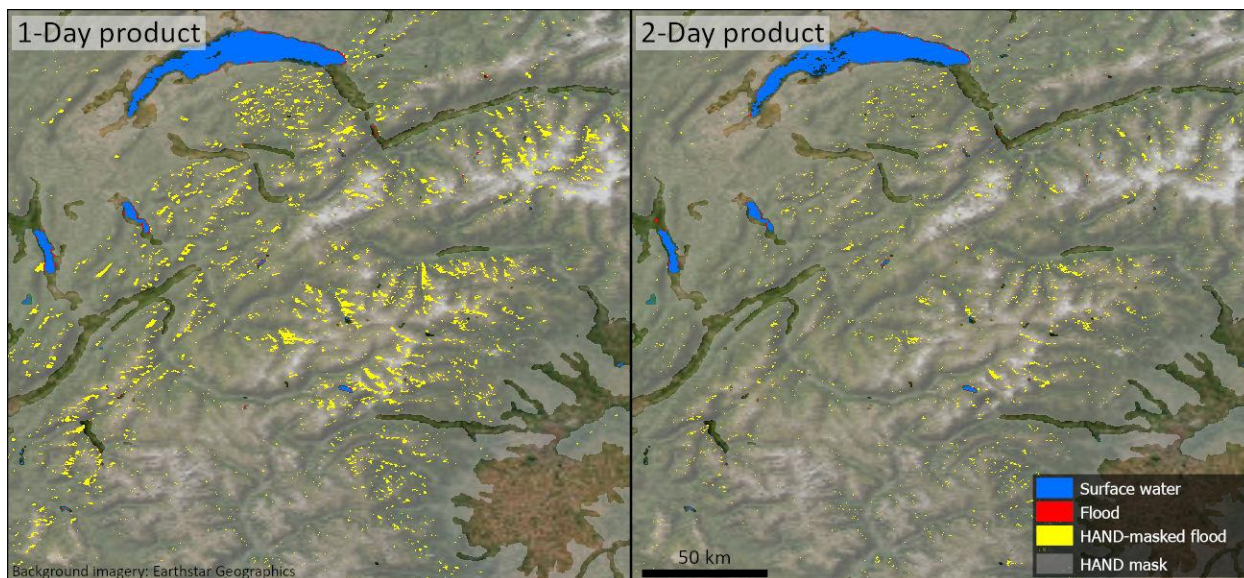 1-Day product
2-Day product
Surface water
Flood
HAND-masked flood
HAND mask
50 km
Background imagery: Earthstar Geographics